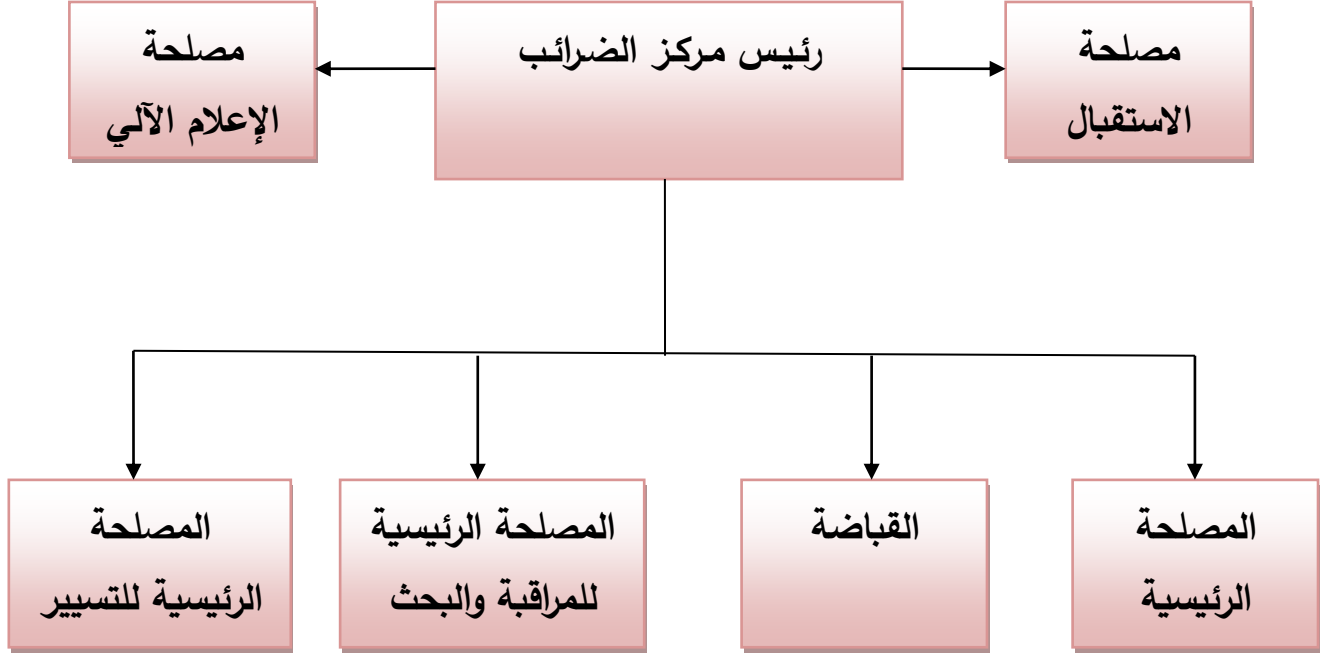 مصلحة
الاستقبال
رئيس مركز الضرائب
مصلحة
الإعلام الآلي
المصلحة
الرئيسية
القباضة
المصلحة الرئيسية
للمراقبة والبحث
المصلحة
الرئيسية للتسيير